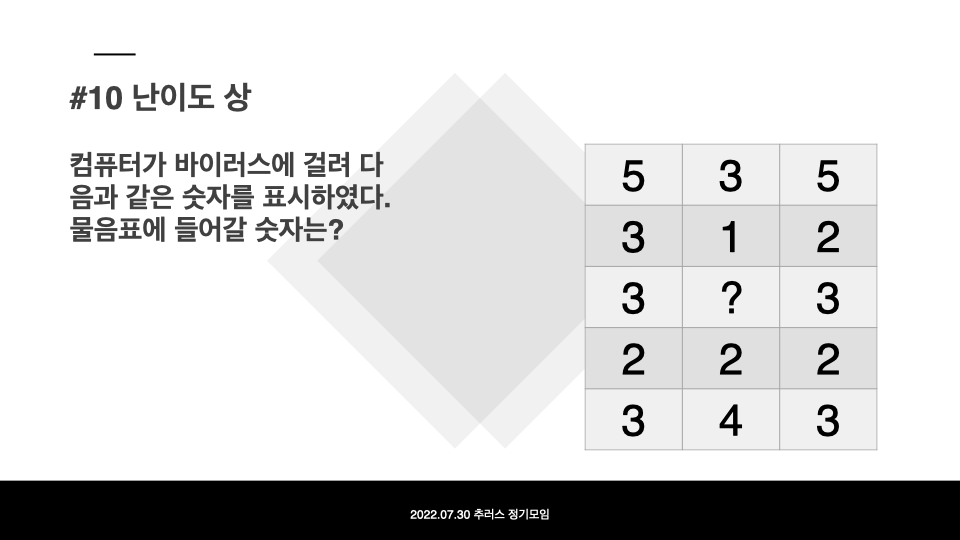 #10 난이도 상
컴퓨터가 바이러스에 걸려 다
음과 같은 숫자를 표시하였다.
물음표에 들어갈 숫자는?
5 3 5
3 1 2
3 ? 3
2 2 2
3 4 3
2022.07.30 추러스 정기모임